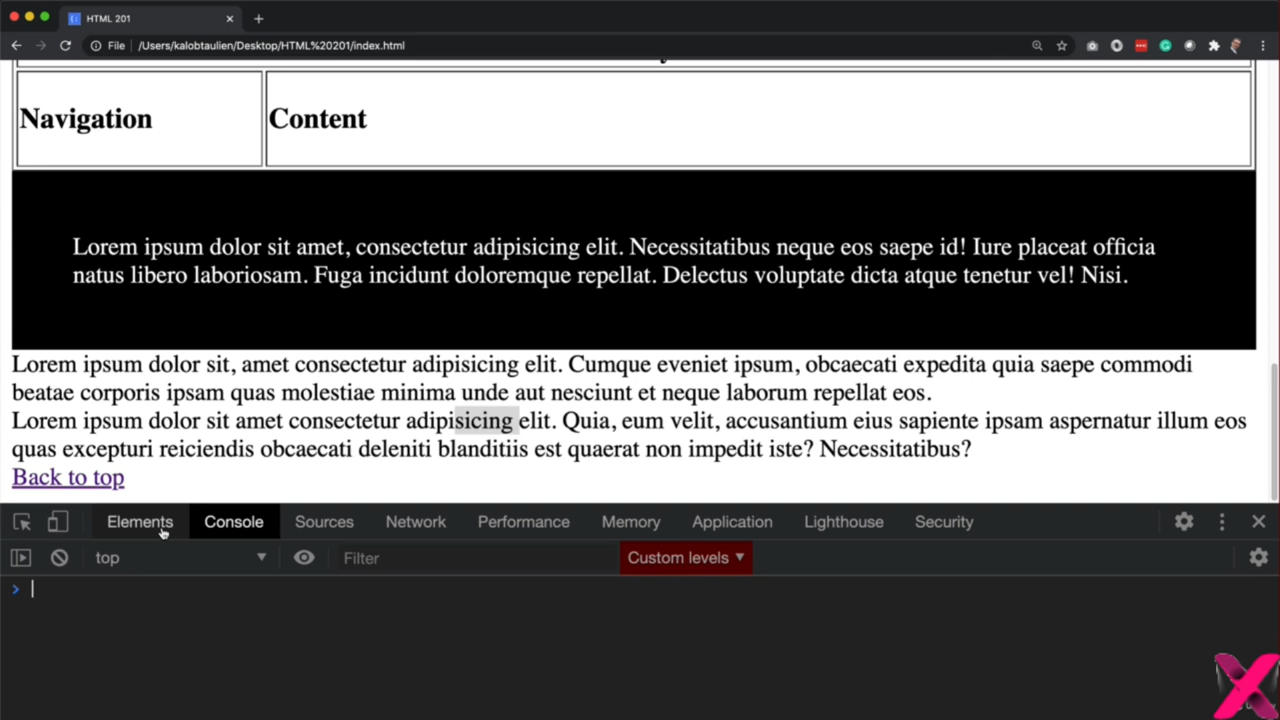 HTML 201
File
/Users/kalobtaulien/Desktop/HTML%20201/index.html
Navigation
Content
Lorem ipsum dolor sit amet, consectetur adipisicing elit. Necessitatibus neque eos saepe id! Iure placeat officia
natus libero laboriosam. Fuga incidunt doloremque repellat. Delectus voluptate dicta atque tenetur vel! Nisi.
Lorem ipsum dolor sit, amet consectetur adipisicing elit. Cumque eveniet ipsum, obcaecati expedita quia saepe commodi
beatae corporis ipsam quas molestiae minima unde aut nesciunt et neque laborum repellat eos.
Lorem ipsum dolor sit amet consectetur adipisicing elit. Quia, eum velit, accusantium eius sapiente ipsam aspernatur illum eos
quas excepturi reiciendis obcaecati deleniti blanditiis est quaerat non impedit iste? Necessitatibus?
Back to top
Elements Console Sources Network Performance Memory Application Lighthouse Security
top Filter Custom levels